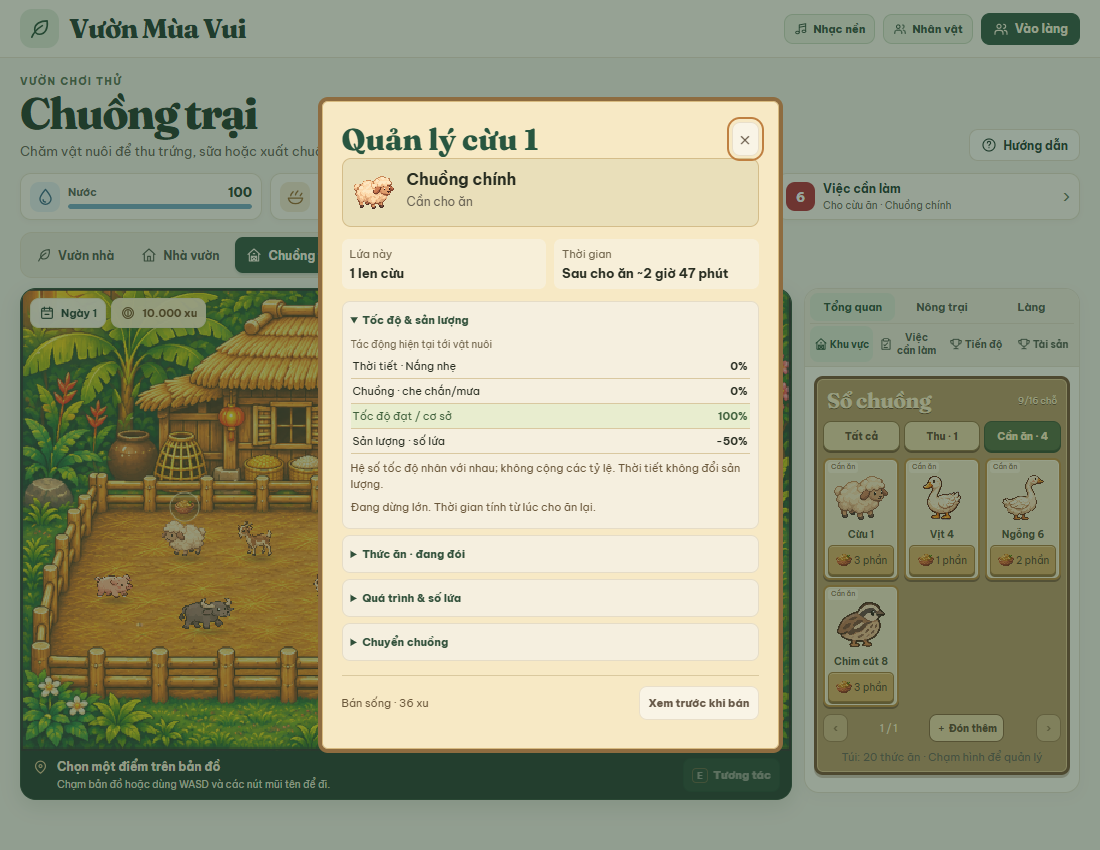 Vườn Mùa Vui
Nhạc nền
Nhân vật
Vào làng
VƯỜN CHƠI THỬ
Chuồng trại
Chăm vật nuôi để thu trứng, sữa hoặc xuất chuồ
Hướng dẫn
Nước 100
6
Việc cần làm
Cho cừu ăn · Chuồng chính
Vườn nhà
Nhà vườn
Chuồng
Ngày 1
10.000 xu
Quản lý cừu 1
×
Chuồng chính
Cần cho ăn
Lứa này
1 len cừu
Thời gian
Sau cho ăn ~2 giờ 47 phút
▼ Tốc độ & sản lượng
Tác động hiện tại tới vật nuôi
Thời tiết · Nắng nhẹ 0%
Chuồng · che chắn/mưa 0%
Tốc độ đạt / cơ sở 100%
Sản lượng · số lứa -50%
Hệ số tốc độ nhân với nhau; không cộng các tỷ lệ. Thời tiết không đổi sản
lượng.
Đang dừng lớn. Thời gian tính từ lúc cho ăn lại.
▶ Thức ăn · đang đói
▶ Quá trình & số lứa
▶ Chuyển chuồng
Bán sống · 36 xu
Xem trước khi bán
Chọn một điểm trên bản đồ
Chạm bản đồ hoặc dùng WASD và các nút mũi tên để đi.
E Tương tác
Tổng quan
Nông trại
Làng
Khu vực
Việc
cần làm
Tiến độ
Tài sản
Sổ chuồng
9/16 chỗ
Tất cả
Thu · 1
Cần ăn · 4
Cần ăn
Cừu 1
3 phần
Cần ăn
Vịt 4
1 phần
Cần ăn
Ngỗng 6
2 phần
Cần ăn
Chim cút 8
3 phần
‹
1 / 1
+ Đón thêm
›
Túi: 20 thức ăn · Chạm hình để quản lý